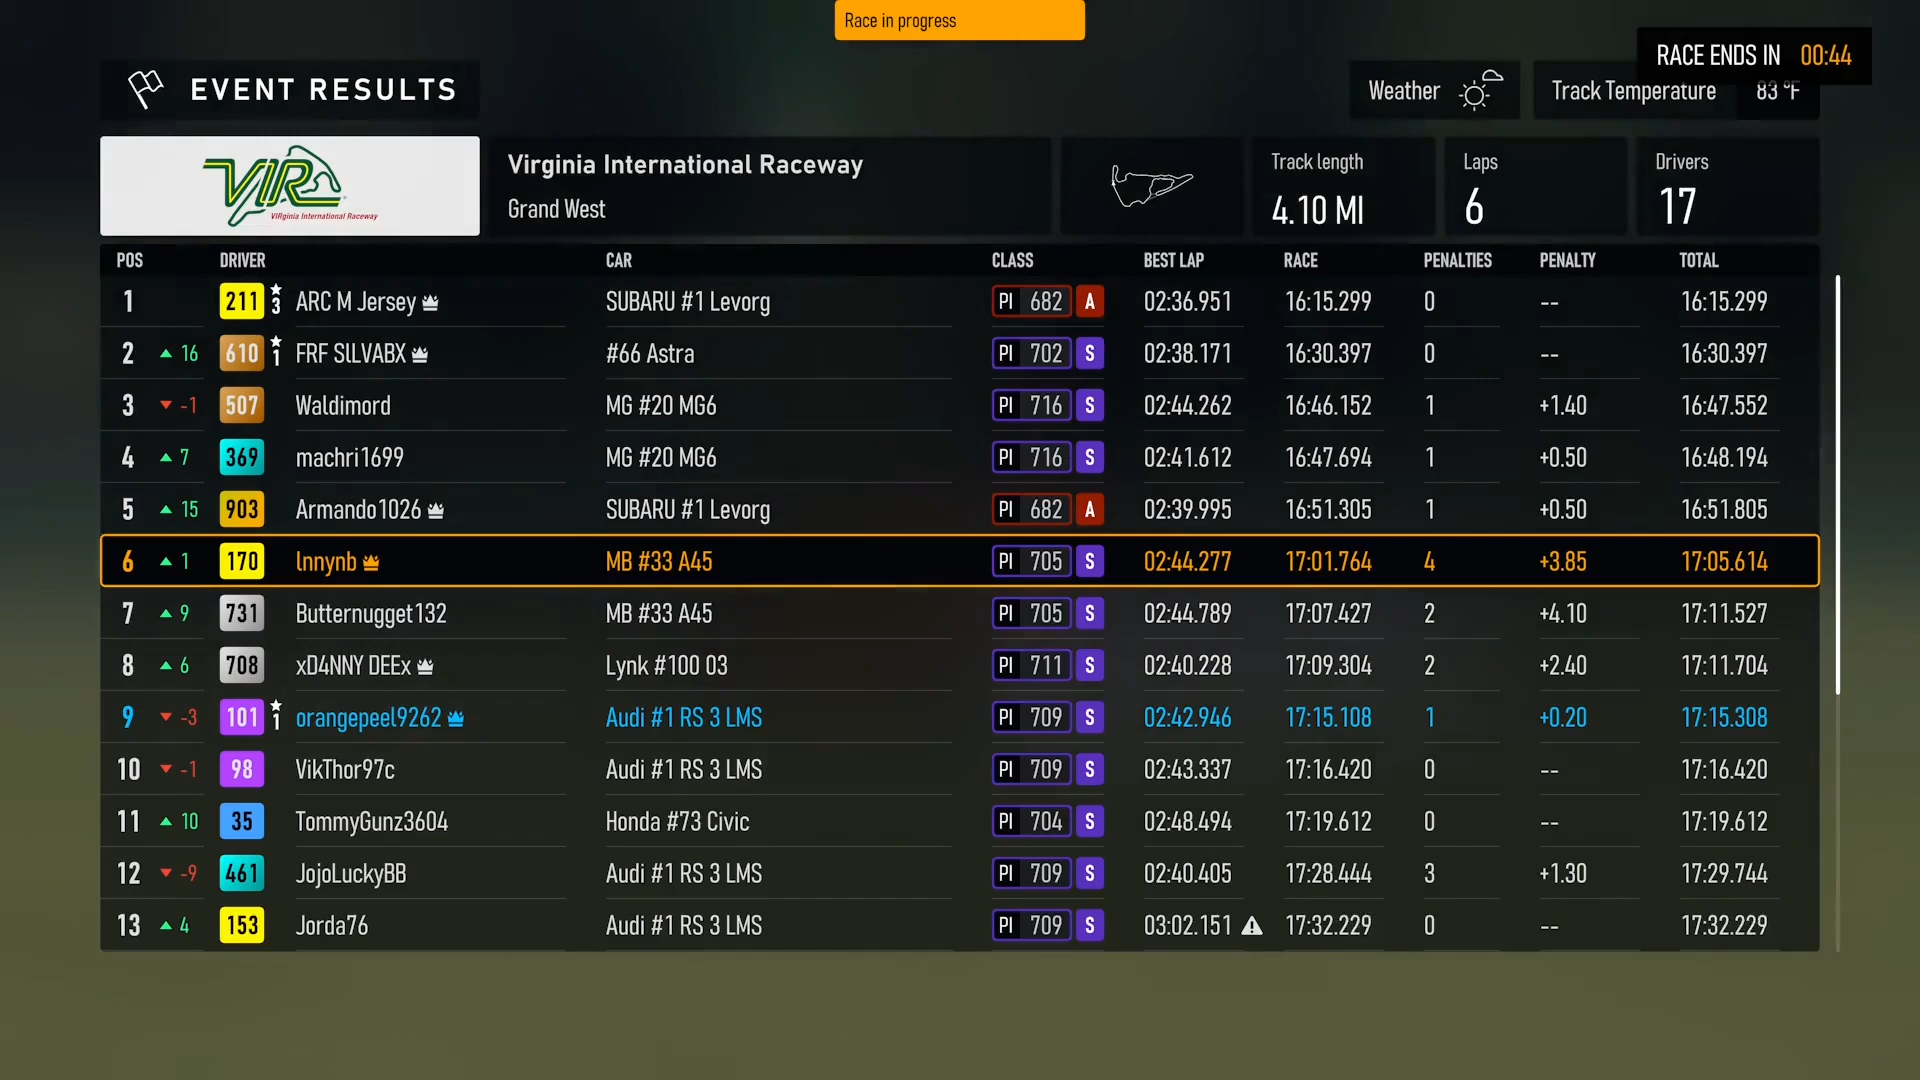 Race in progress
RACE ENDS IN 00:44
EVENT RESULTS
Weather
Track Temperature 83 °F
VIR
VIRginia International Raceway
Virginia International Raceway
Grand West
Track length
4.10 MI
Laps
6
Drivers
17
POS DRIVER CAR CLASS BEST LAP RACE PENALTIES PENALTY TOTAL
1 211 3 ARC M Jersey SUBARU #1 Levorg PI 682 A 02:36.951 16:15.299 0 -- 16:15.299
2 16 610 1 FRF SILVABX #66 Astra PI 702 S 02:38.171 16:30.397 0 -- 16:30.397
3 -1 507 Waldimord MG #20 MG6 PI 716 S 02:44.262 16:46.152 1 +1.40 16:47.552
4 7 369 machri1699 MG #20 MG6 PI 716 S 02:41.612 16:47.694 1 +0.50 16:48.194
5 15 903 Armando1026 SUBARU #1 Levorg PI 682 A 02:39.995 16:51.305 1 +0.50 16:51.805
6 1 170 lnnynb MB #33 A45 PI 705 S 02:44.277 17:01.764 4 +3.85 17:05.614
7 9 731 Butternugget132 MB #33 A45 PI 705 S 02:44.789 17:07.427 2 +4.10 17:11.527
8 6 708 xD4NNY DEEx Lynk #100 03 PI 711 S 02:40.228 17:09.304 2 +2.40 17:11.704
9 -3 101 1 orangepeel9262 Audi #1 RS 3 LMS PI 709 S 02:42.946 17:15.108 1 +0.20 17:15.308
10 -1 98 VikThor97c Audi #1 RS 3 LMS PI 709 S 02:43.337 17:16.420 0 -- 17:16.420
11 10 35 TommyGunz3604 Honda #73 Civic PI 704 S 02:48.494 17:19.612 0 -- 17:19.612
12 -9 461 JojoLuckyBB Audi #1 RS 3 LMS PI 709 S 02:40.405 17:28.444 3 +1.30 17:29.744
13 4 153 Jorda76 Audi #1 RS 3 LMS PI 709 S 03:02.151 17:32.229 0 -- 17:32.229